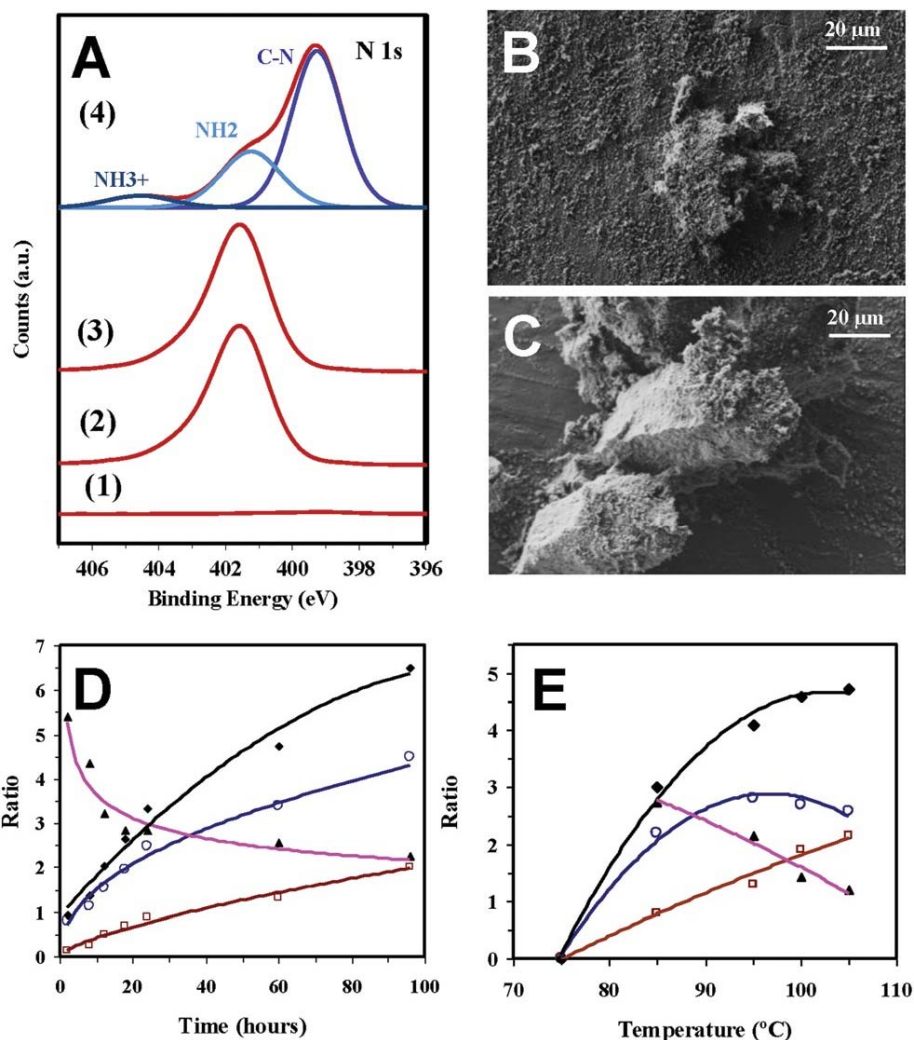 A
N 1s
C-N
(4)
NH2
NH3+
(3)
(2)
(1)
Counts (a.u.)
406 404 402 400 398 396
Binding Energy (eV)
B
20 µm
C
20 µm
D
7
6
5
4
3
2
1
0
Ratio
0 20 40 60 80 100
Time (hours)
E
5
4
3
2
1
0
Ratio
70 80 90 100 110
Temperature (ºC)